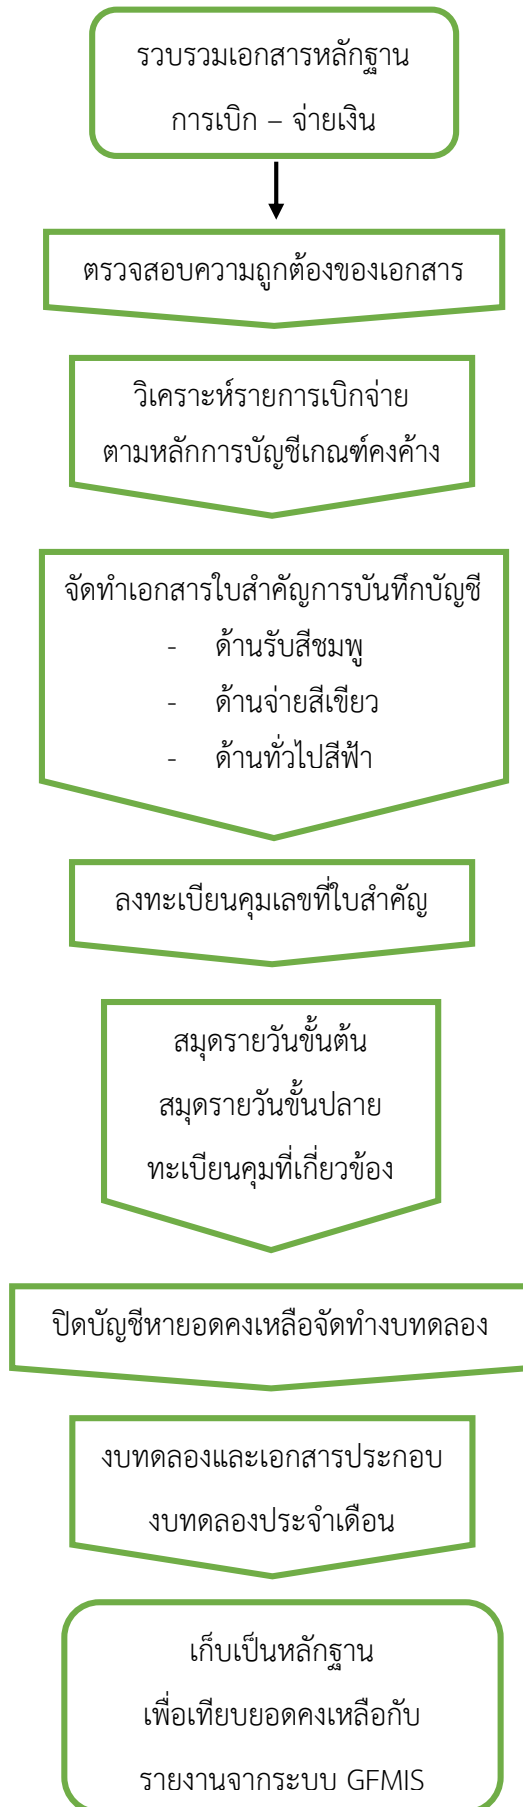 รวบรวมเอกสารหลักฐาน
การเบิก – จ่ายเงิน
ตรวจสอบความถูกต้องของเอกสาร
วิเคราะห์รายการเบิกจ่าย
ตามหลักการบัญชีเกณฑ์คงค้าง
จัดทำเอกสารใบสำคัญการบันทึกบัญชี
- ด้านรับสีชมพู
- ด้านจ่ายสีเขียว
- ด้านทั่วไปสีฟ้า
ลงทะเบียนคุมเลขที่ใบสำคัญ
สมุดรายวันขั้นต้น
สมุดรายวันขั้นปลาย
ทะเบียนคุมที่เกี่ยวข้อง
ปิดบัญชีหายอดคงเหลือจัดทำงบทดลอง
งบทดลองและเอกสารประกอบ
งบทดลองประจำเดือน
เก็บเป็นหลักฐาน
เพื่อเทียบยอดคงเหลือกับ
รายงานจากระบบ GFMIS